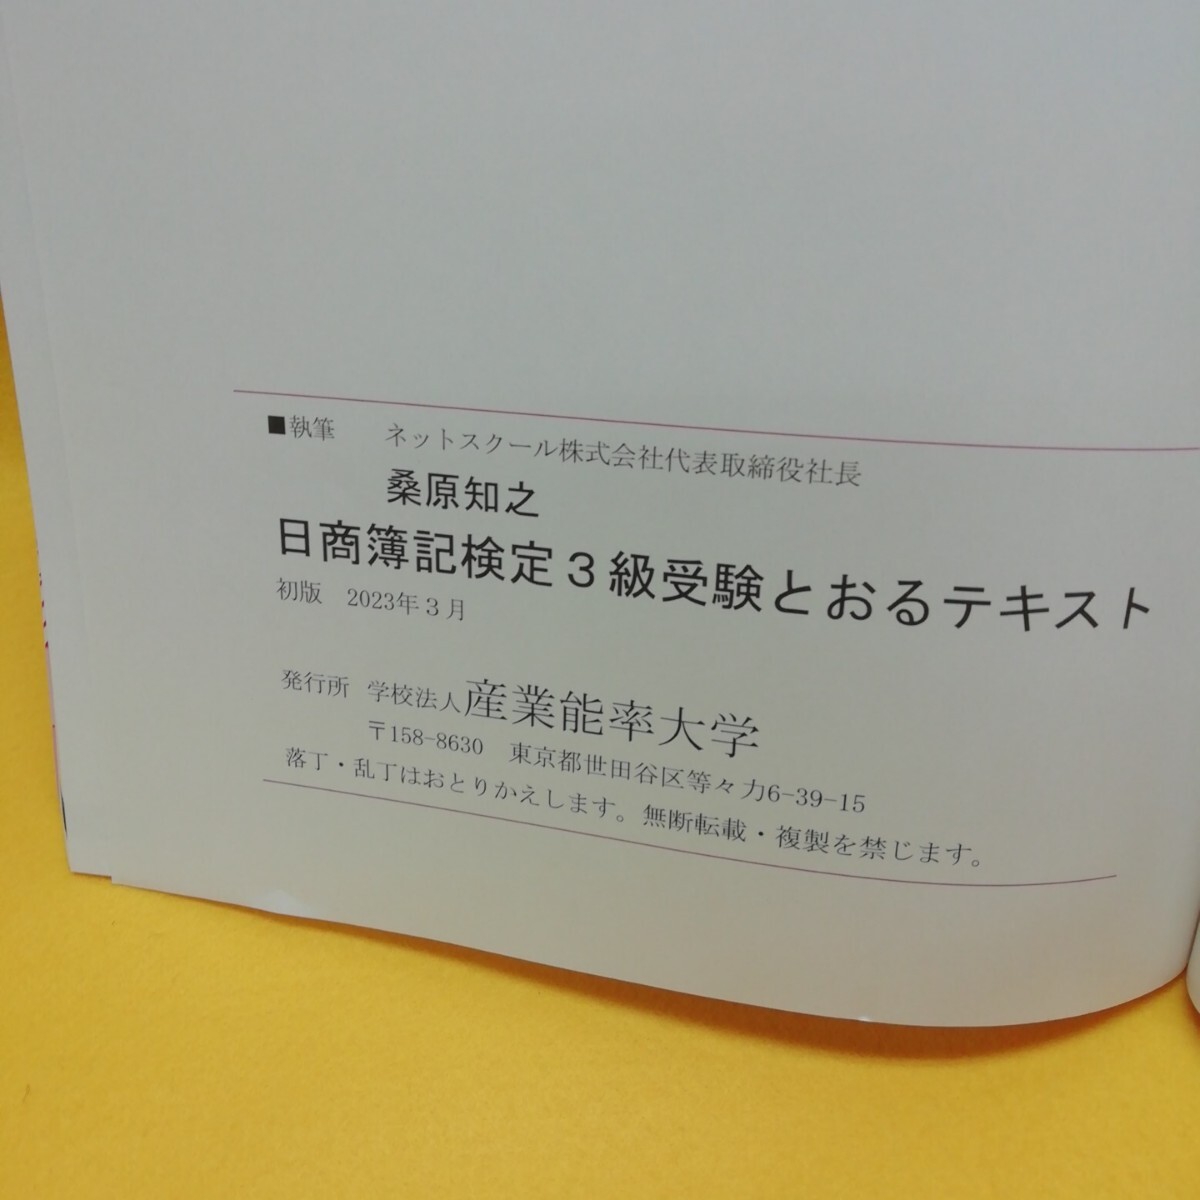 ■執筆　ネットスクール株式会社代表取締役社長
桑原知之
日商簿記検定３級受験とおるテキスト
初版　2023年３月
発行所　学校法人産業能率大学
〒158-8630　東京都世田谷区等々力6-39-15
落丁・乱丁はおとりかえします。無断転載・複製を禁じます。